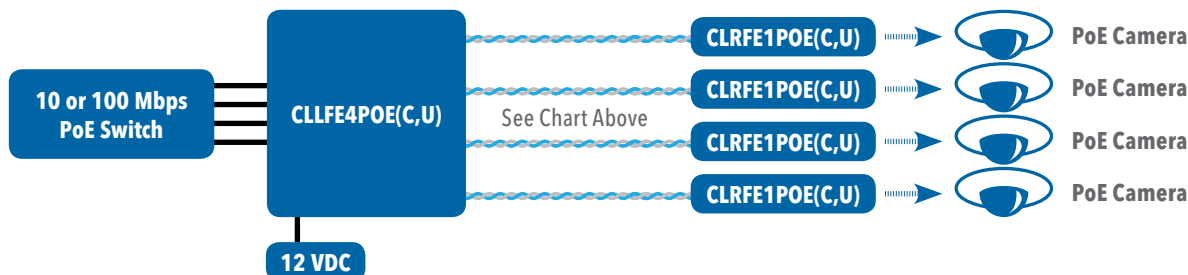 10 or 100 Mbps
PoE Switch
CLLFE4POE(C,U)
12 VDC
See Chart Above
CLRFE1POE(C,U)
PoE Camera
CLRFE1POE(C,U)
PoE Camera
CLRFE1POE(C,U)
PoE Camera
CLRFE1POE(C,U)
PoE Camera